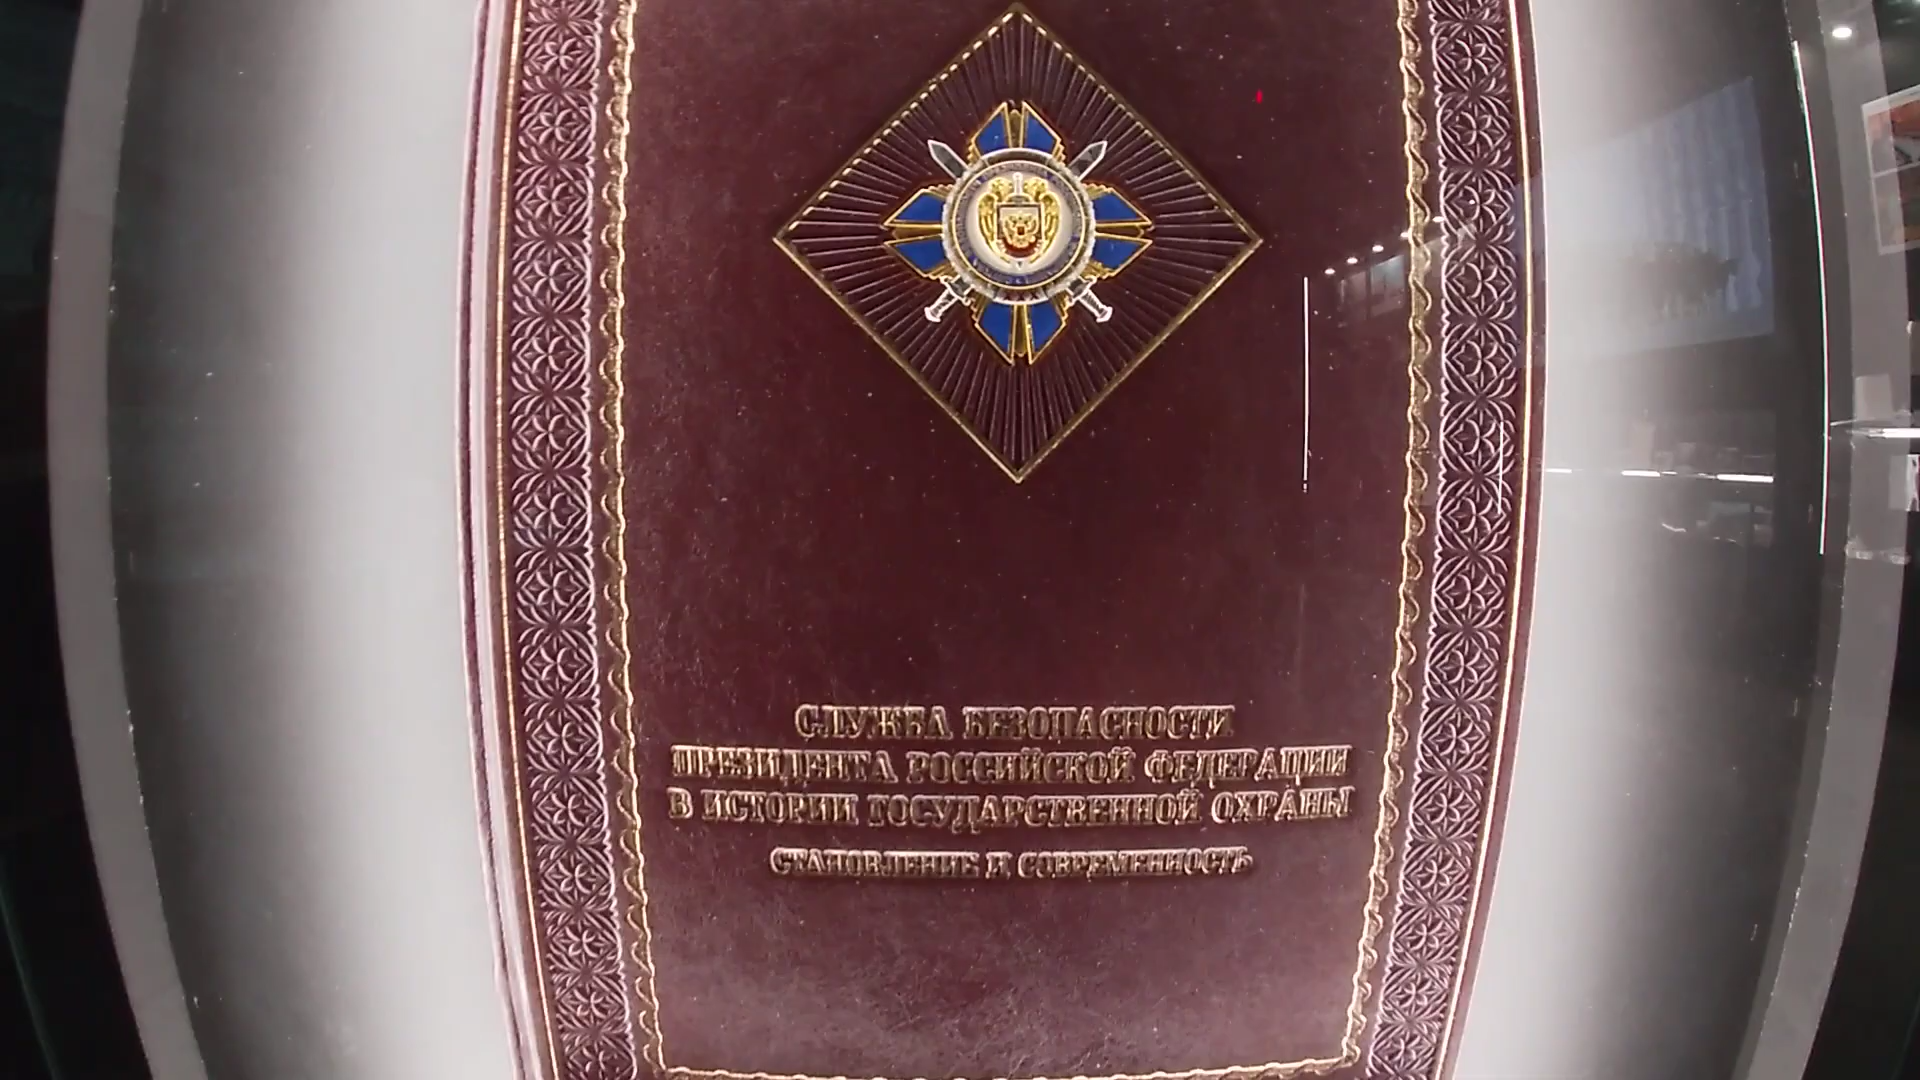 СЛУЖБА БЕЗОПАСНОСТИ
ПРЕЗИДЕНТА РОССИЙСКОЙ ФЕДЕРАЦИИ
В ИСТОРИИ ГОСУДАРСТВЕННОЙ ОХРАНЫ
СТАНОВЛЕНИЕ И СОВРЕМЕННОСТЬ